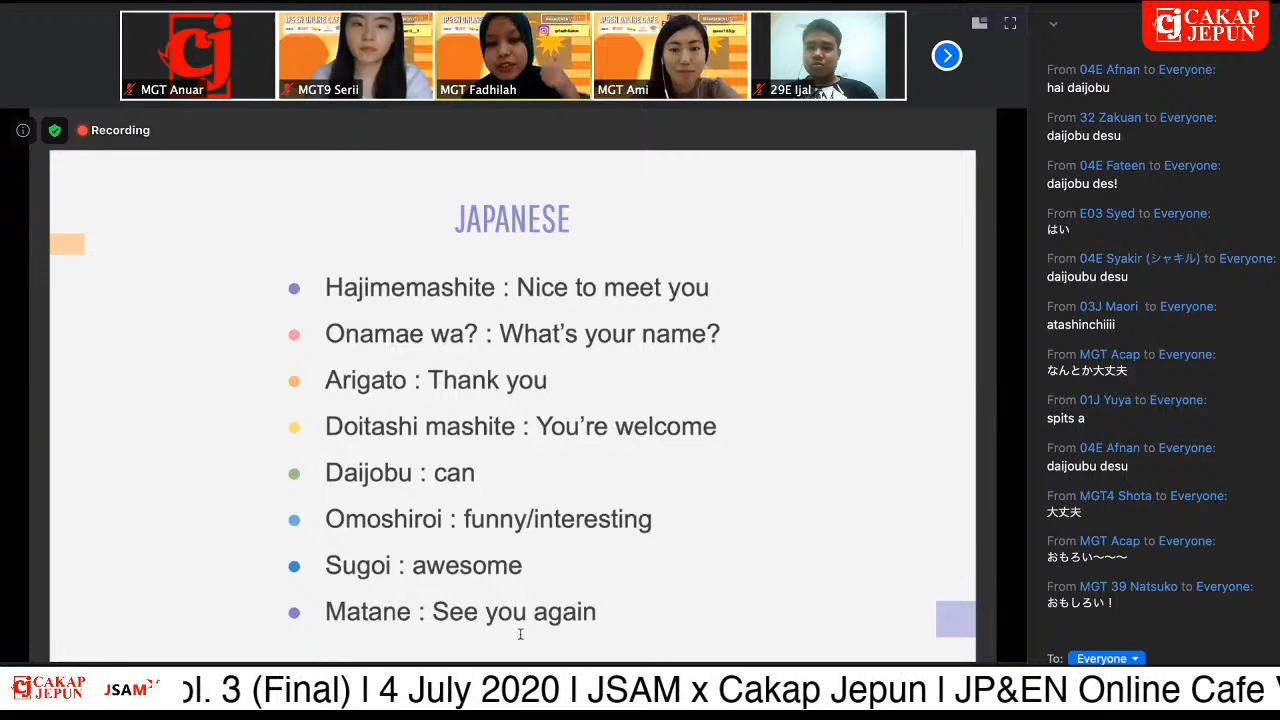 MGT Anuar
MGT9 Serii
MGT Fadhilah
MGT Ami
29E Ijal
CAKAP
JEPUN
Recording
JAPANESE
Hajimemashite : Nice to meet you
Onamae wa? : What's your name?
Arigato : Thank you
Doitashi mashite : You're welcome
Daijobu : can
Omoshiroi : funny/interesting
Sugoi : awesome
Matane : See you again
From 04E Afnan to Everyone:
hai daijobu
From 32 Zakuan to Everyone:
daijobu desu
From 04E Fateen to Everyone:
daijobu des!
From E03 Syed to Everyone:
はい
From 04E Syakir (シャキル) to Everyone:
daijoubu desu
From 03J Maori to Everyone:
atashinchiiii
From MGT Acap to Everyone:
なんとか大丈夫
From 01J Yuya to Everyone:
spits a
From 04E Afnan to Everyone:
daijoubu desu
From MGT4 Shota to Everyone:
大丈夫
From MGT Acap to Everyone:
おもろい〜〜〜
From MGT 39 Natsuko to Everyone:
おもしろい！
To: Everyone
CAKAP
JEPUN
JSAM
ol. 3 (Final) I 4 July 2020 I JSAM x Cakap Jepun I JP&EN Online Cafe